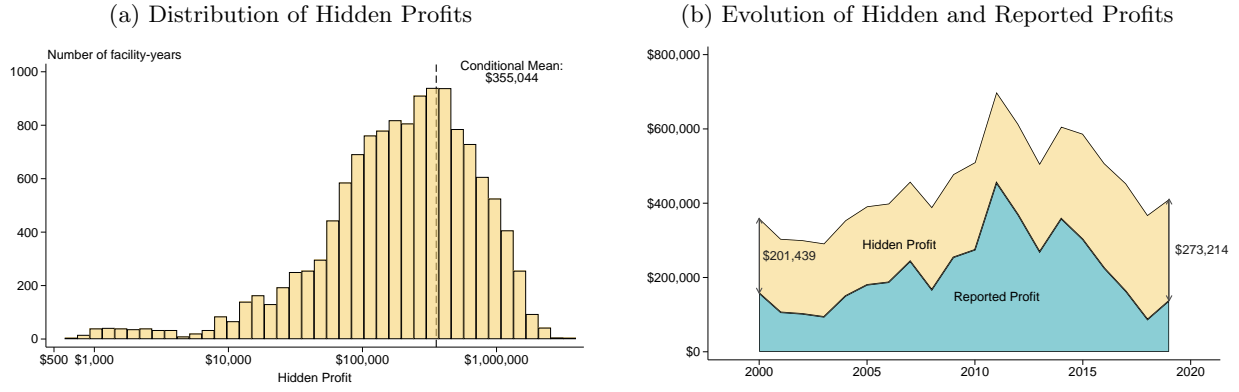 (a) Distribution of Hidden Profits
Number of facility-years
Conditional Mean:
$355,044
1000
800
600
400
200
0
$500 $1,000 $10,000 $100,000 $1,000,000
Hidden Profit
(b) Evolution of Hidden and Reported Profits
$800,000
$600,000
$400,000
$200,000
$0
Hidden Profit
$201,439
$273,214
Reported Profit
2000 2005 2010 2015 2020